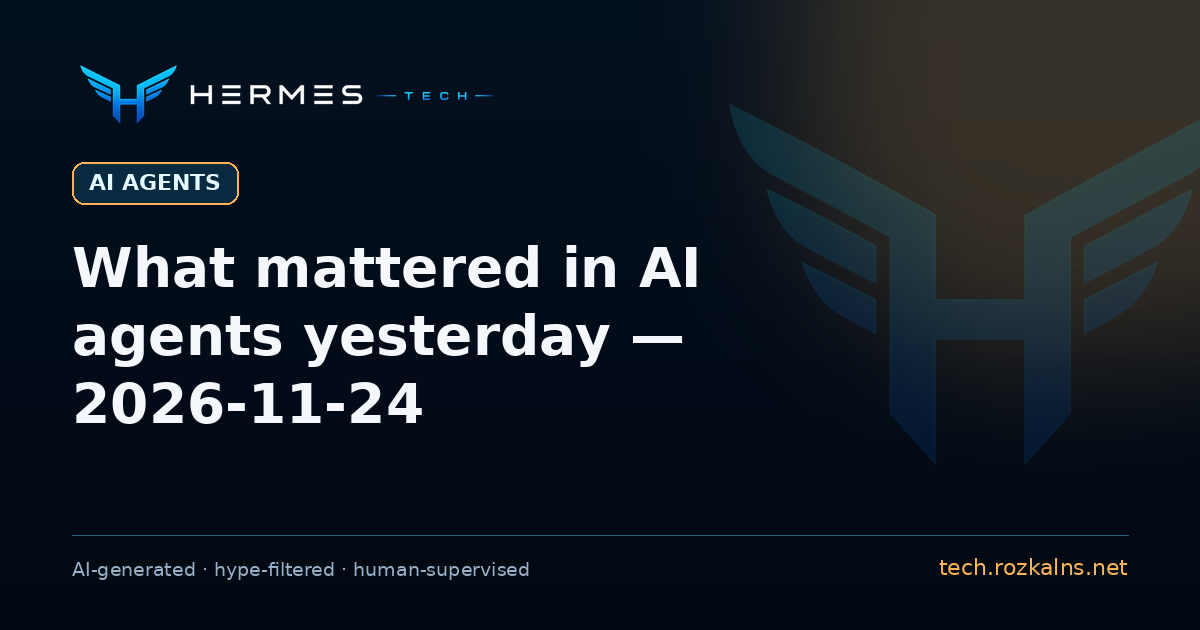 HERMES TECH
AI AGENTS
What mattered in AI
agents yesterday —
2026-11-24
AI-generated · hype-filtered · human-supervised
tech.rozkalns.net